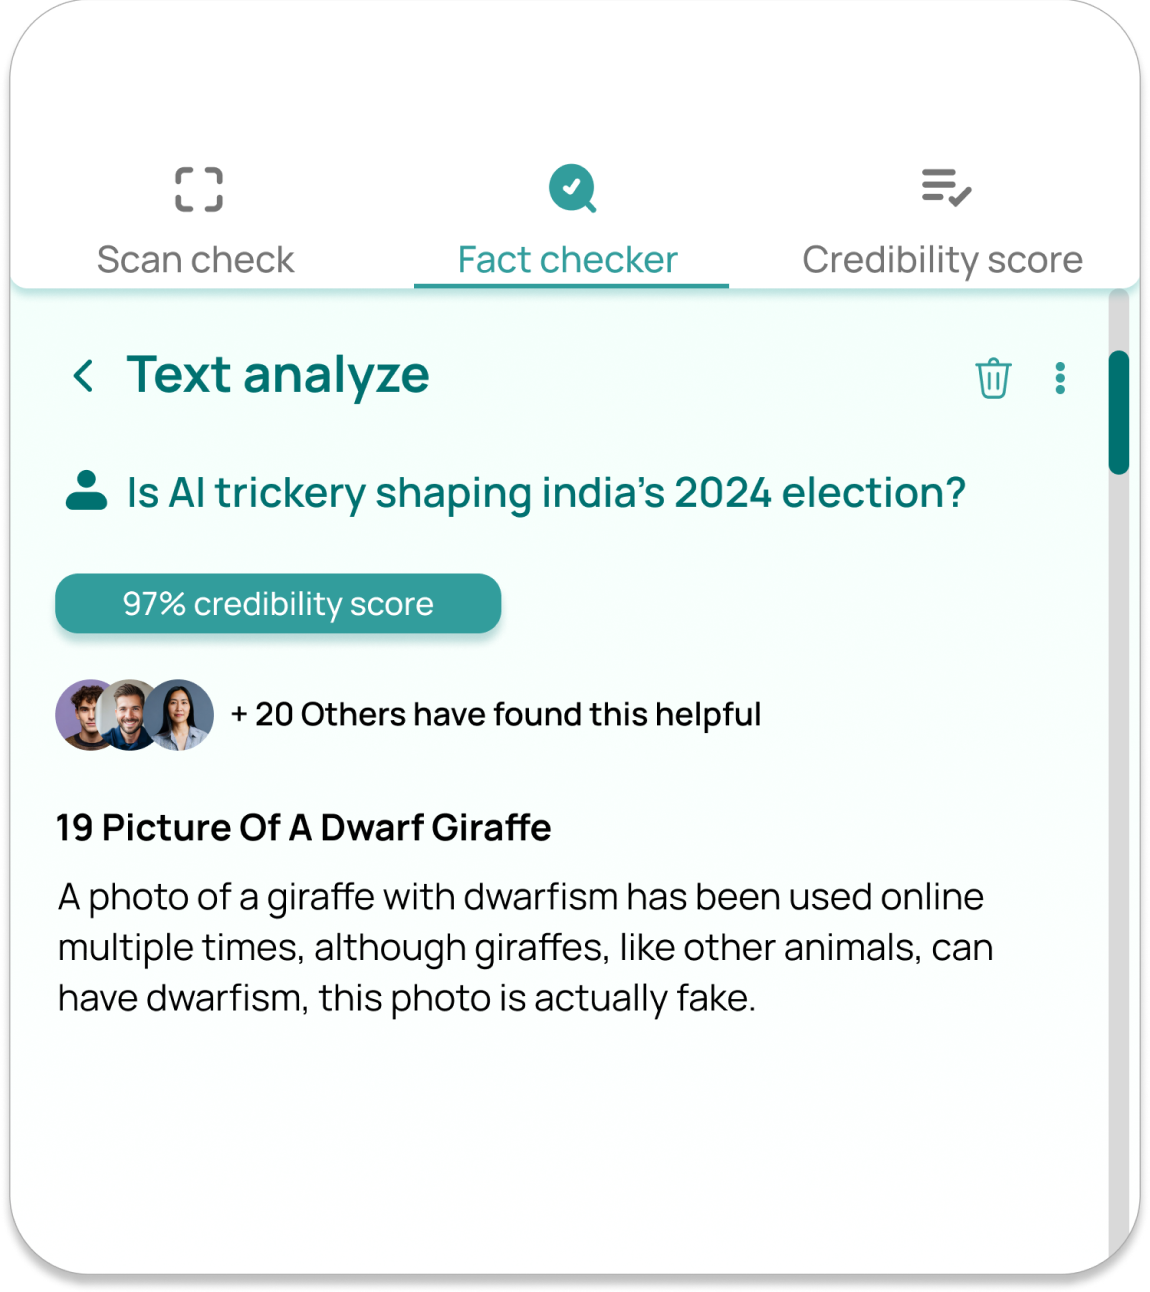 Scan check
Fact checker
Credibility score
Text analyze
Is AI trickery shaping india’s 2024 election?
97% credibility score
+ 20 Others have found this helpful
19 Picture Of A Dwarf Giraffe
A photo of a giraffe with dwarfism has been used online
multiple times, although giraffes, like other animals, can
have dwarfism, this photo is actually fake.